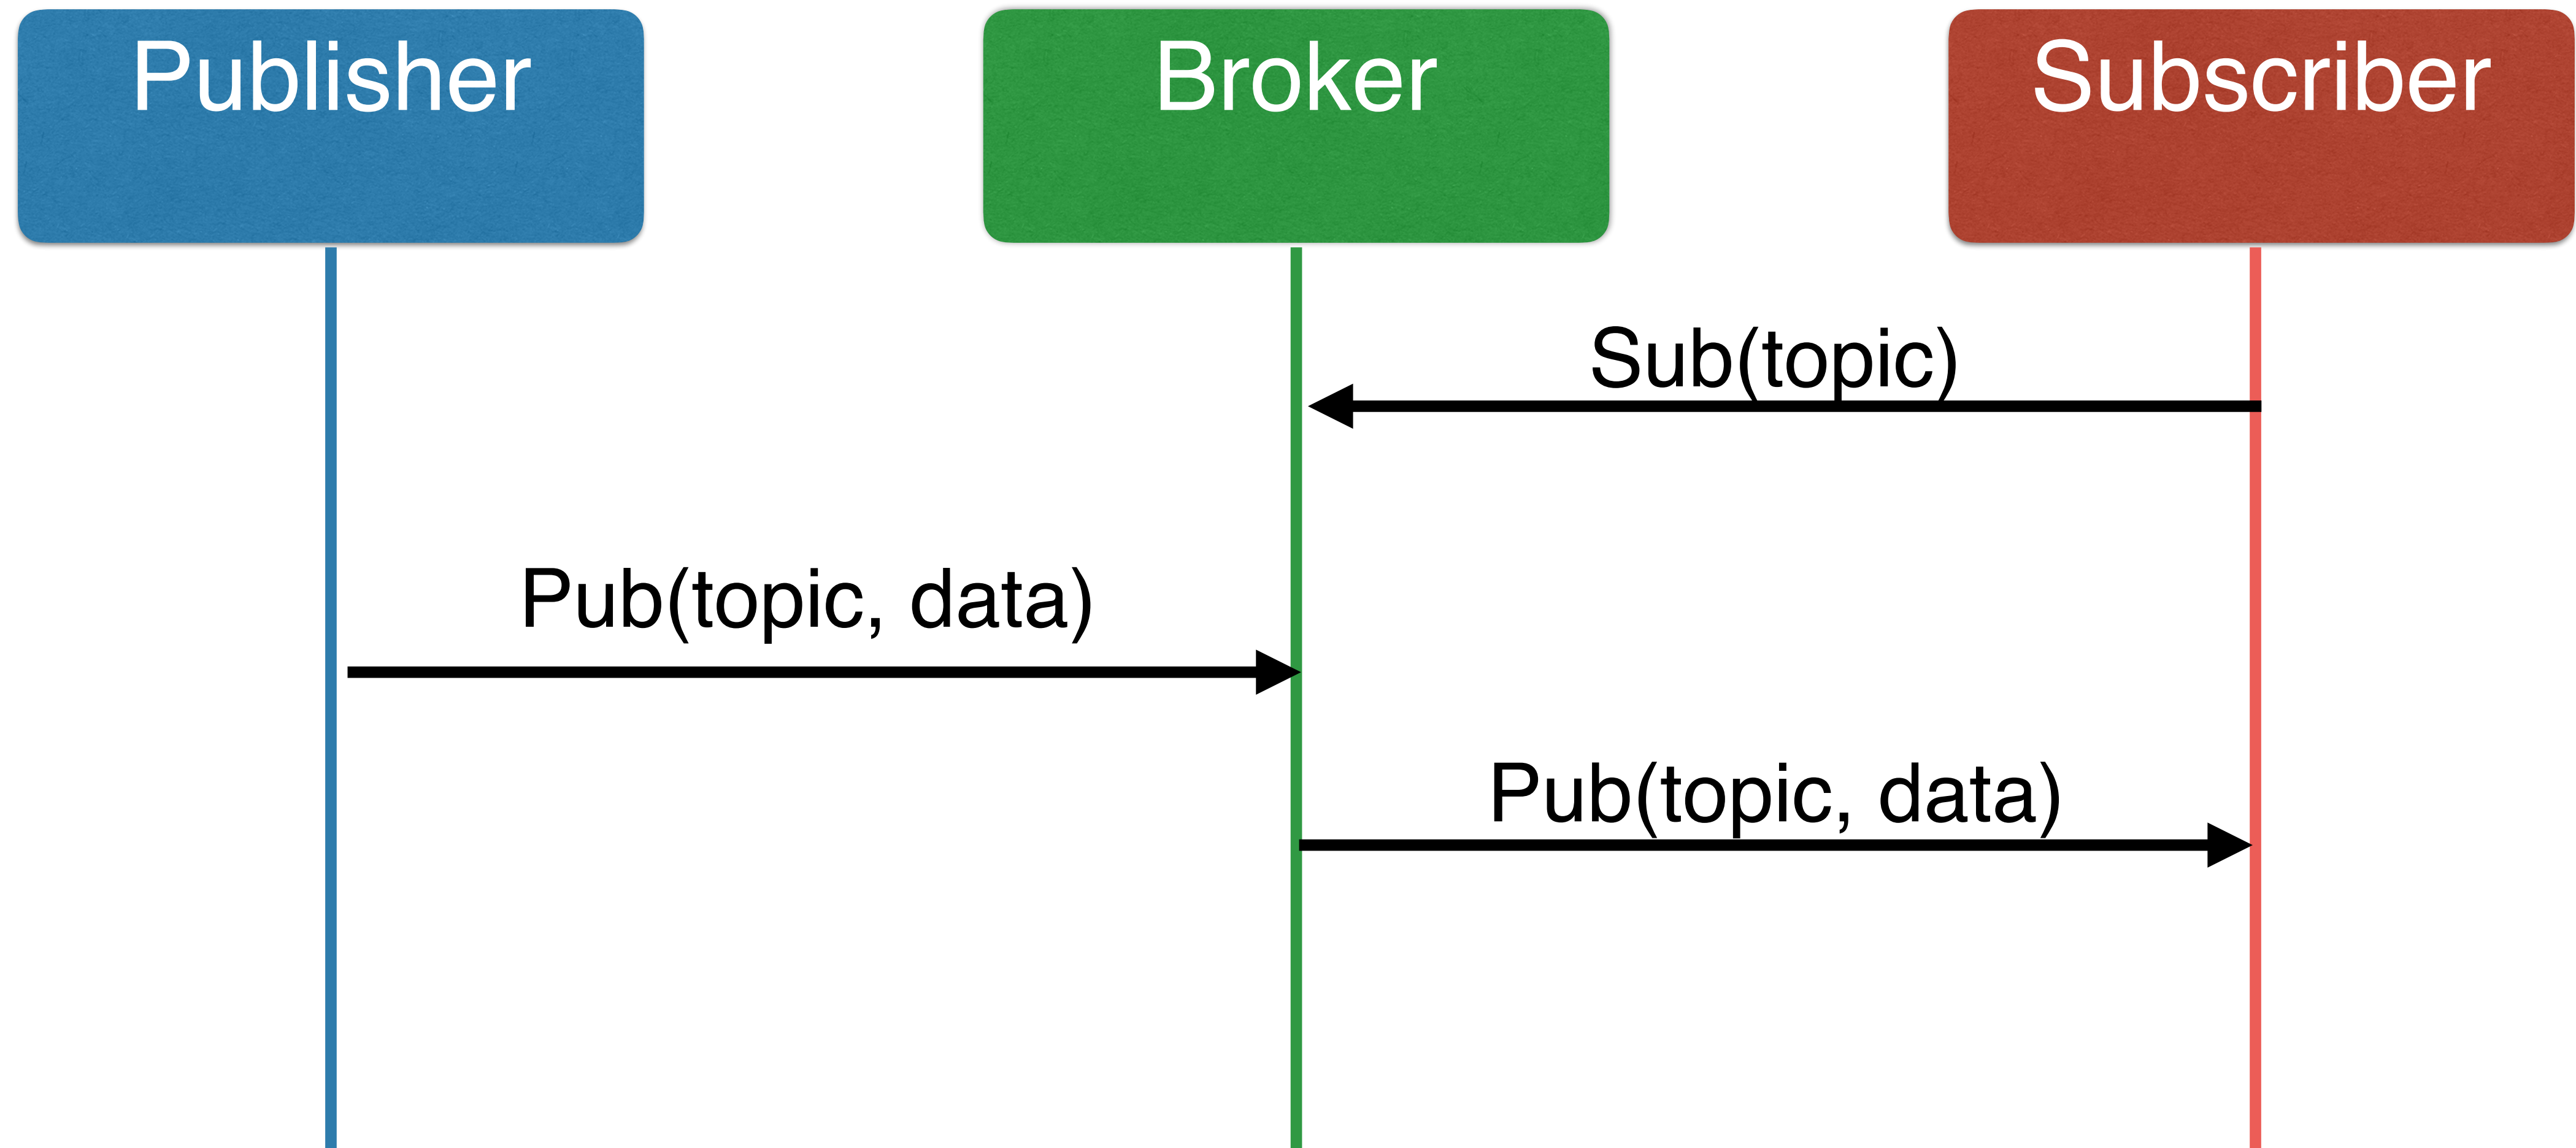 Publisher
Broker
Subscriber
Sub(topic)
Pub(topic, data)
Pub(topic, data)